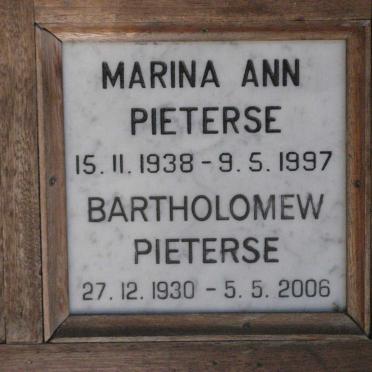 MARINA ANN
PIETERSE
15. 11. 1938 - 9. 5. 1997
BARTHOLOMEW
PIETERSE
27. 12. 1930 - 5. 5. 2006